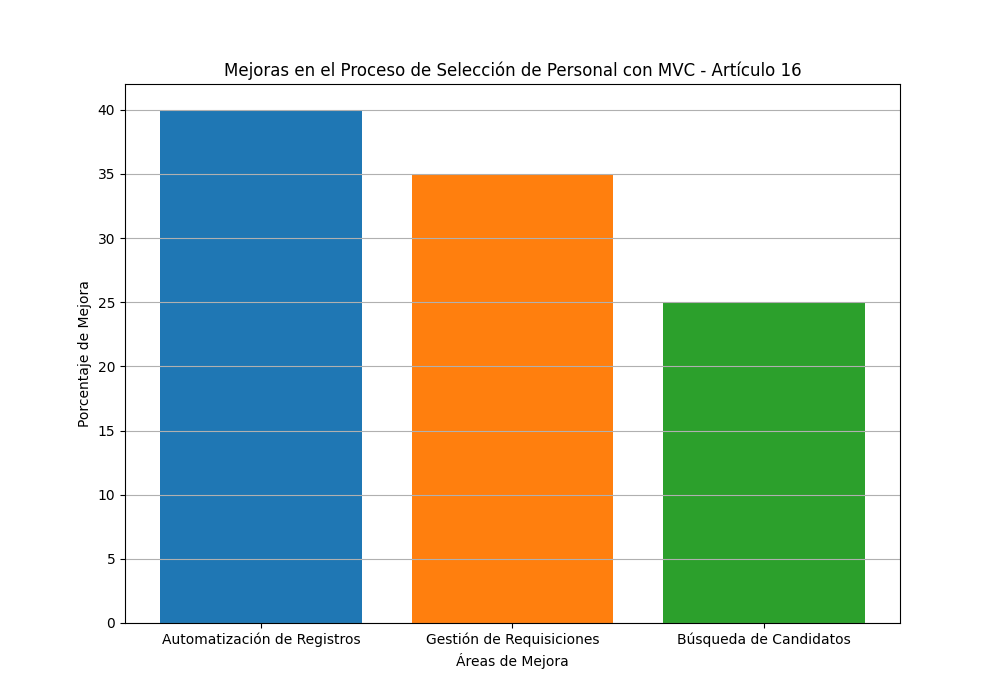 Mejoras en el Proceso de Selección de Personal con MVC - Artículo 16
Porcentaje de Mejora
40
35
30
25
20
15
10
5
0
Automatización de Registros
Gestión de Requisiciones
Búsqueda de Candidatos
Áreas de Mejora